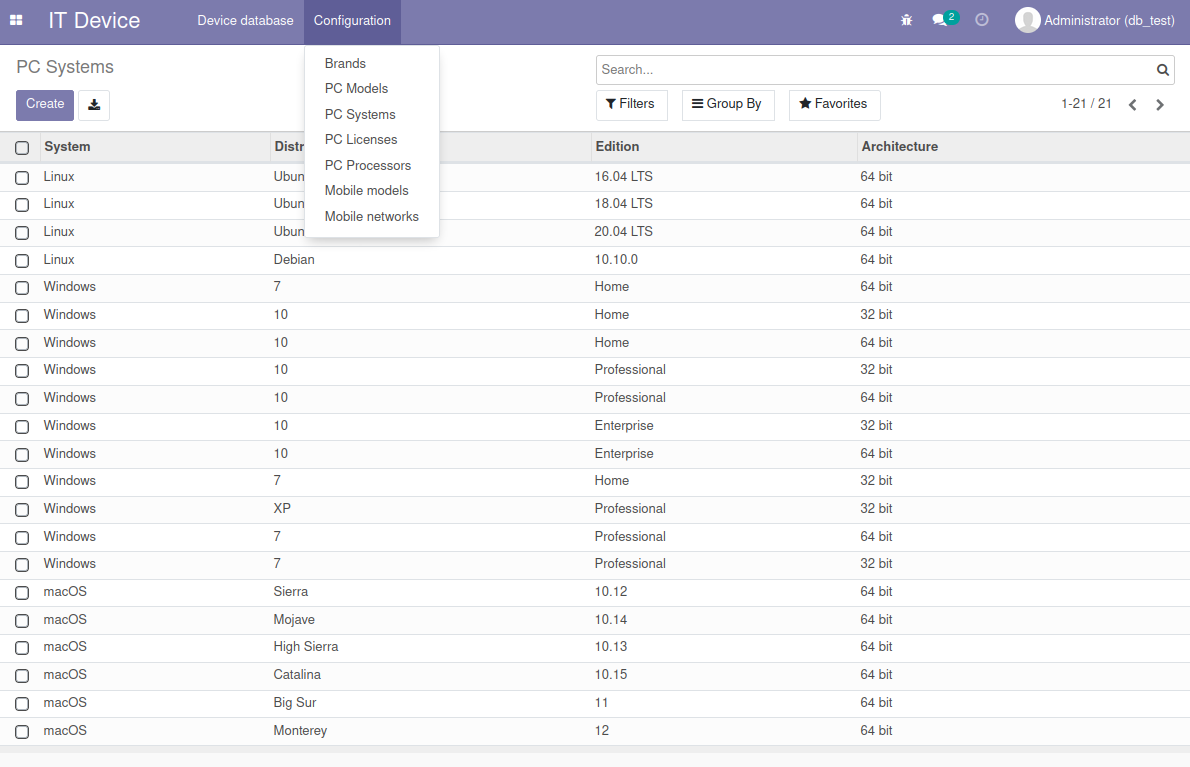 IT Device Device database Configuration 2 Administrator (db_test)
Brands
PC Models
PC Systems
PC Licenses
PC Processors
Mobile models
Mobile networks
PC Systems
Search...
Create
Filters Group By Favorites 1-21 / 21
System Distr Edition Architecture
Linux Ubun 16.04 LTS 64 bit
Linux Ubun 18.04 LTS 64 bit
Linux Ubun 20.04 LTS 64 bit
Linux Debian 10.10.0 64 bit
Windows 7 Home 64 bit
Windows 10 Home 32 bit
Windows 10 Home 64 bit
Windows 10 Professional 32 bit
Windows 10 Professional 64 bit
Windows 10 Enterprise 32 bit
Windows 10 Enterprise 64 bit
Windows 7 Home 32 bit
Windows XP Professional 32 bit
Windows 7 Professional 64 bit
Windows 7 Professional 32 bit
macOS Sierra 10.12 64 bit
macOS Mojave 10.14 64 bit
macOS High Sierra 10.13 64 bit
macOS Catalina 10.15 64 bit
macOS Big Sur 11 64 bit
macOS Monterey 12 64 bit